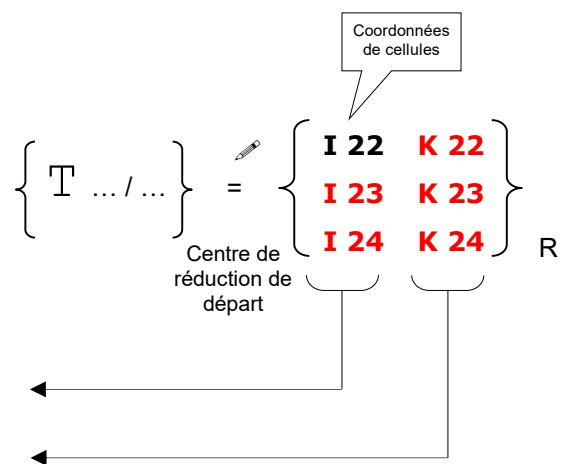 Coordonnées
de cellules
I 22 K 22
𝕋 ... / ... = I 23 K 23
I 24 K 24 R
Centre de
réduction de
départ